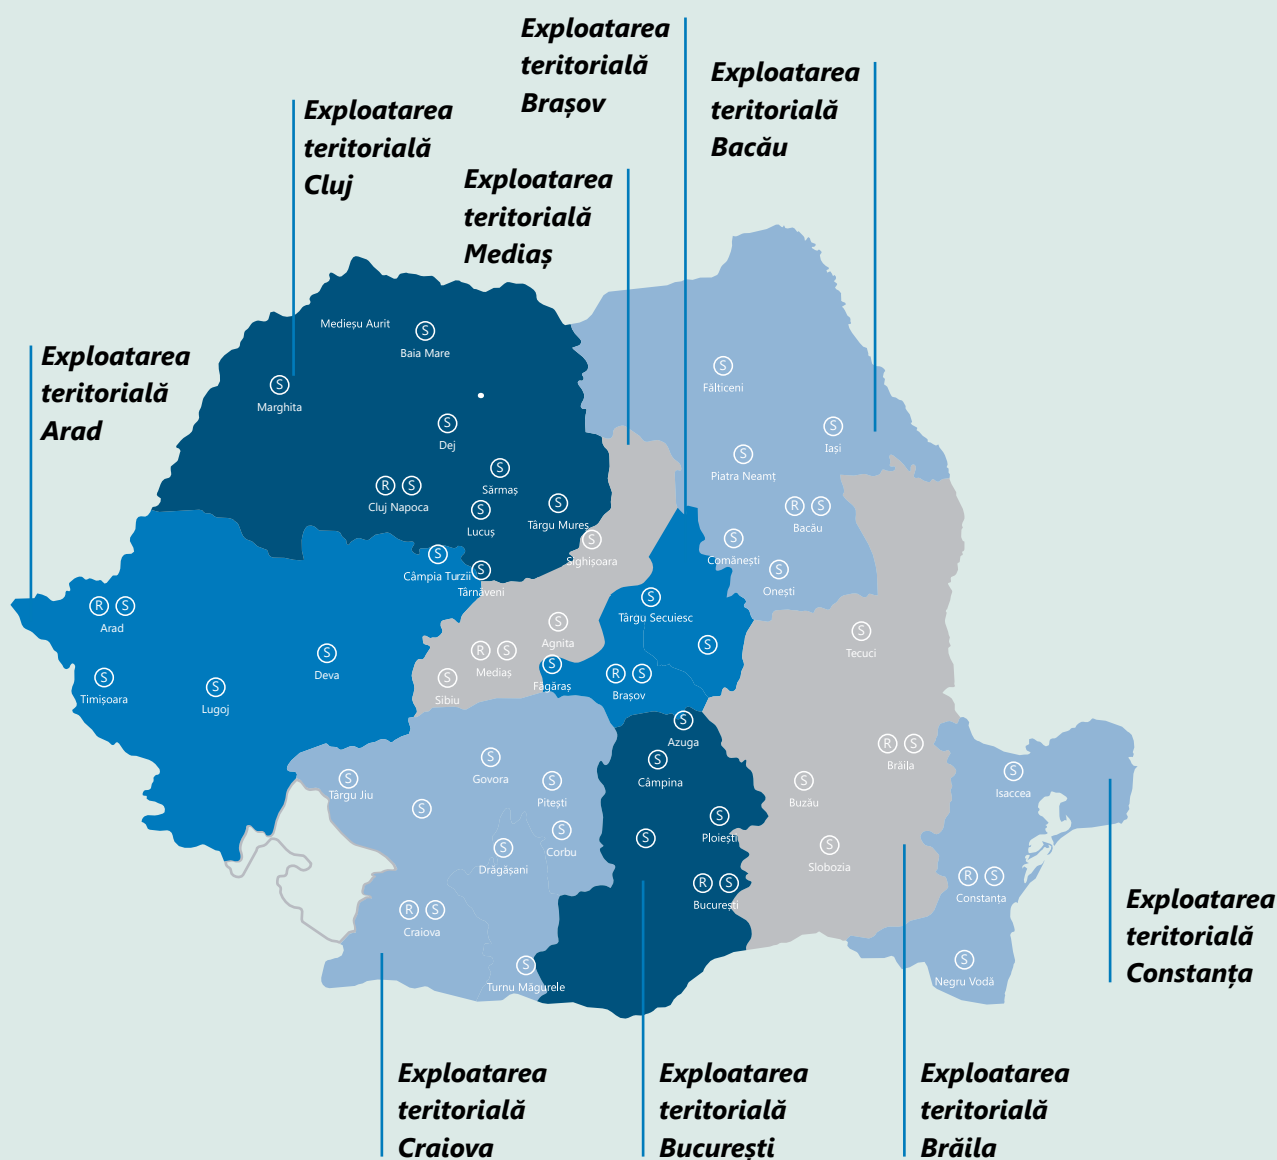 Exploatarea
teritorială
Brașov
Exploatarea
teritorială
Bacău
Exploatarea
teritorială
Cluj
Exploatarea
teritorială
Mediaș
Exploatarea
teritorială
Arad
Medieșu Aurit
S
Baia Mare
S
Marghita
S
Dej
S
Sărmaș
R S
Cluj Napoca
S
Lucuș
S
Târgu Mureș
S
Fălticeni
S
Iași
S
Piatra Neamț
R S
Bacău
S
Comănești
S
Onești
S
Sighișoara
S
Câmpia Turzii
S
Târnăveni
R S
Arad
S
Timișoara
S
Lugoj
S
Deva
S
Agnita
R S
Mediaș
S
Sibiu
S
Târgu Secuiesc
S
S
Făgăraș
R S
Brașov
S
Tecuci
R S
Brăila
S
Buzău
S
Slobozia
S
Azuga
S
Câmpina
S
Ploiești
S
R S
București
S
Târgu Jiu
S
Govora
S
Pitești
S
S
Corbu
S
Drăgășani
R S
Craiova
S
Turnu Măgurele
S
Isaccea
R S
Constanța
S
Negru Vodă
Exploatarea
teritorială
Constanța
Exploatarea
teritorială
Craiova
Exploatarea
teritorială
București
Exploatarea
teritorială
Brăila